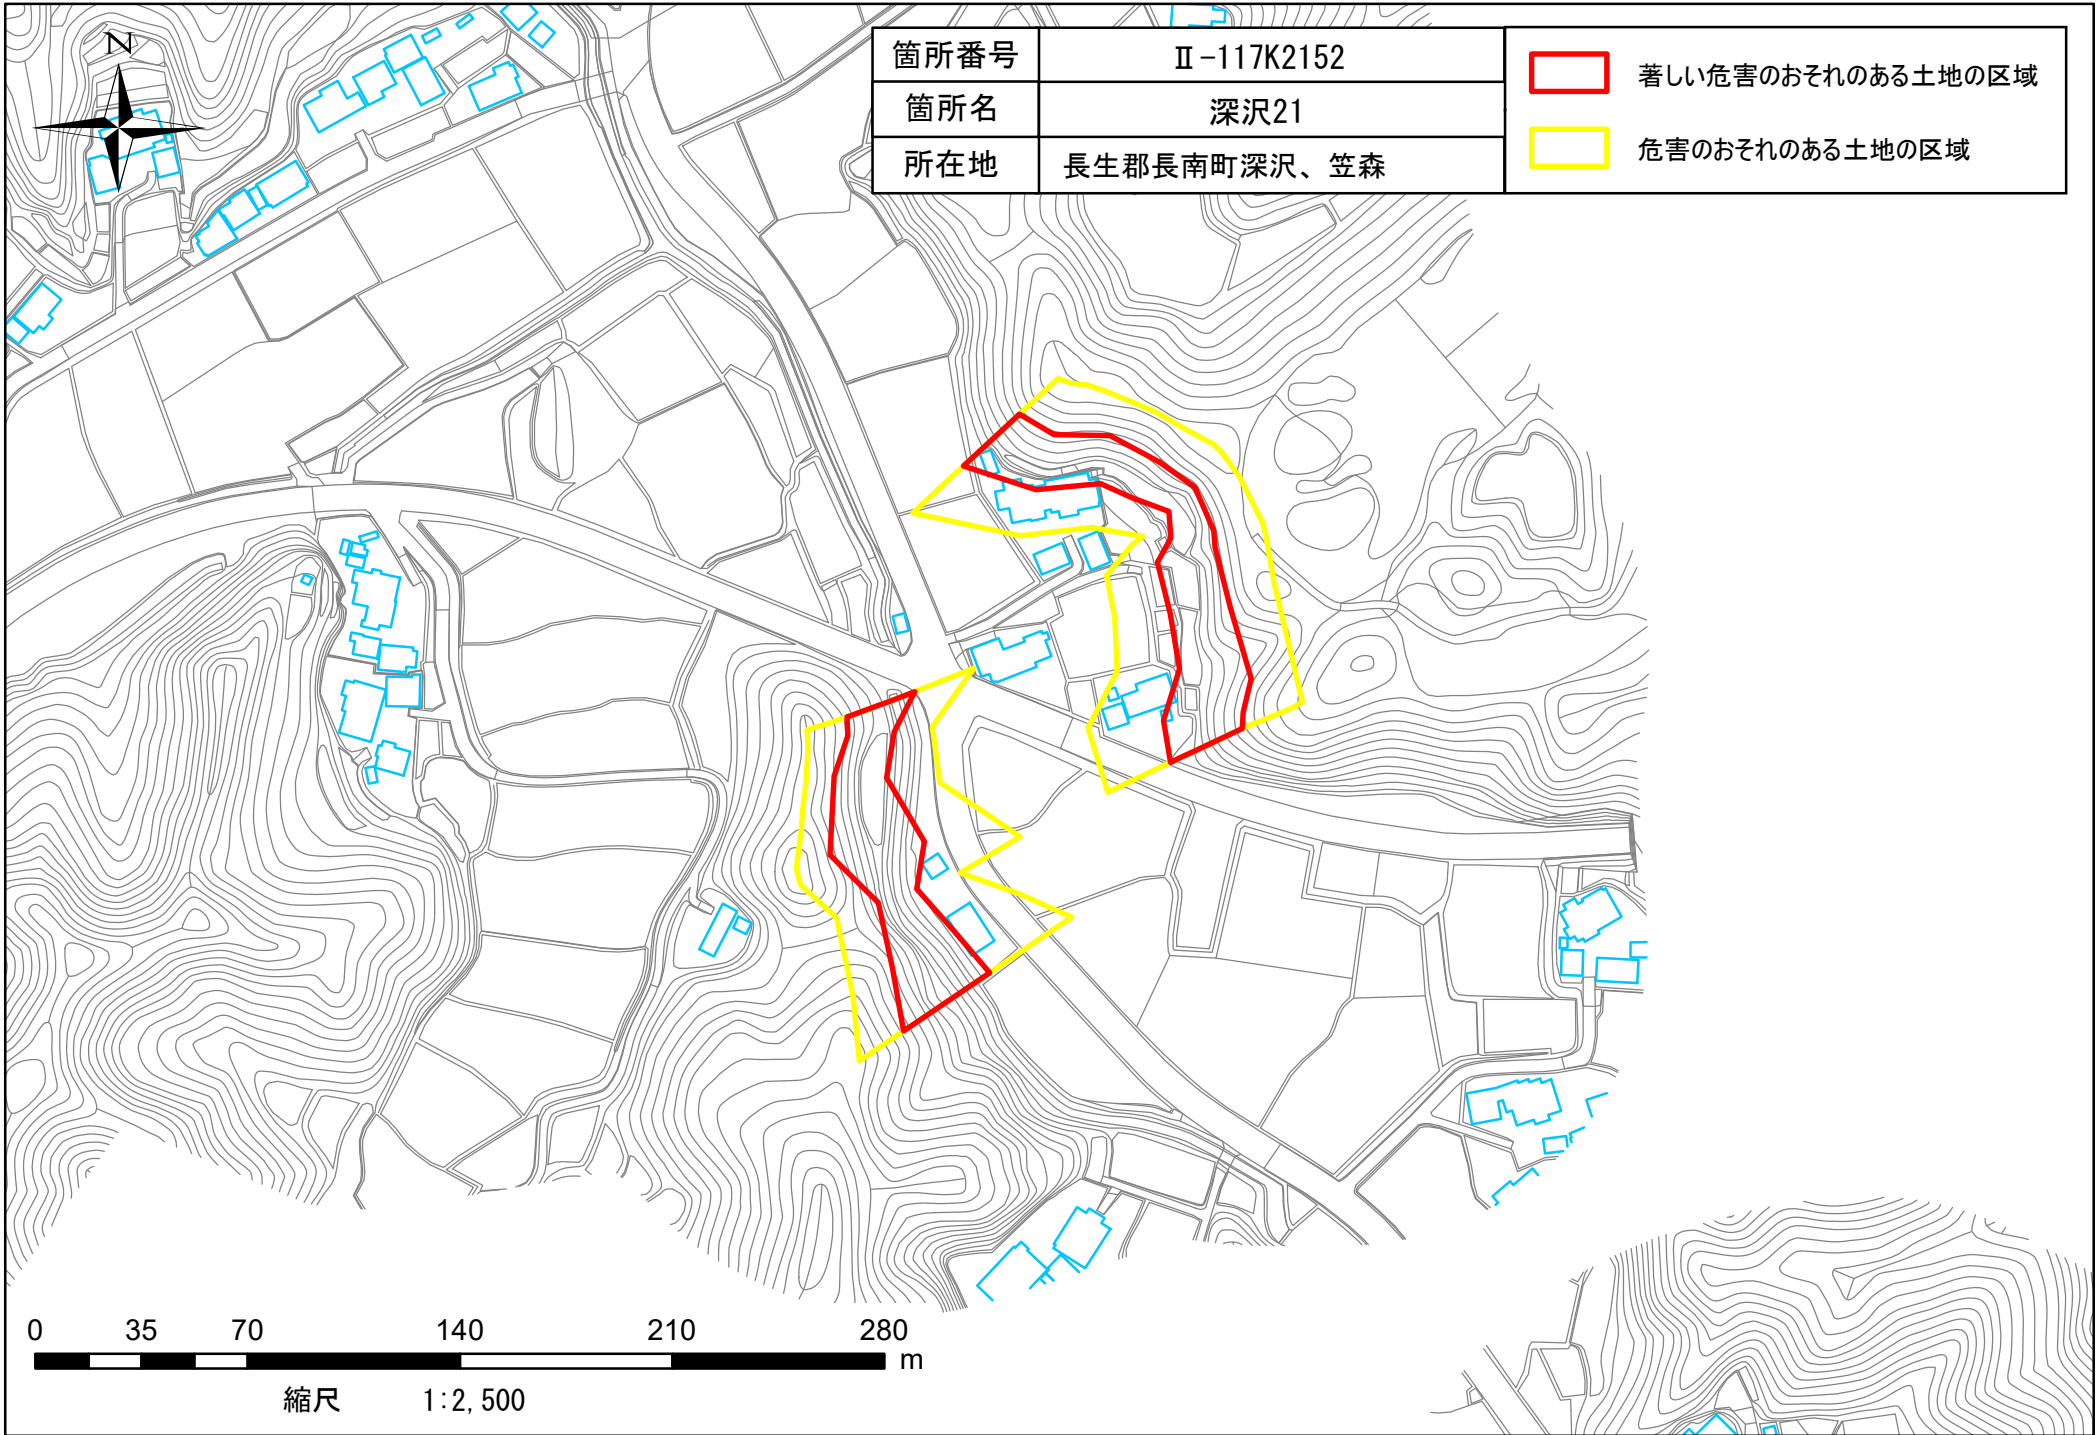 N
箇所番号 Ⅱ-117K2152
箇所名 深沢21
所在地 長生郡長南町深沢、笠森
著しい危害のおそれのある土地の区域
危害のおそれのある土地の区域
0 35 70 140 210 280
m
縮尺 1:2,500